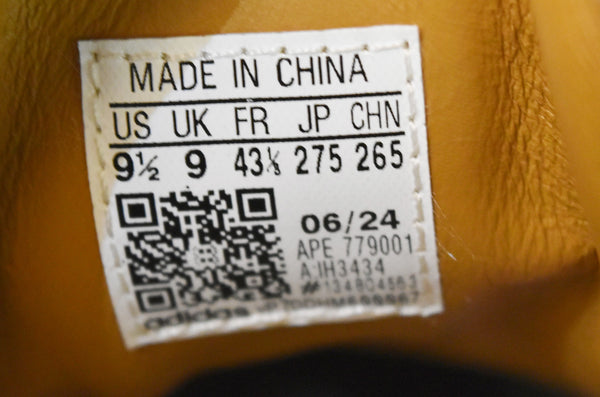 MADE IN CHINA
US UK FR JP CHN
9½ 9 43⅓ 275 265
06/24
APE 779001
A:IH3434
#134804563
adidas